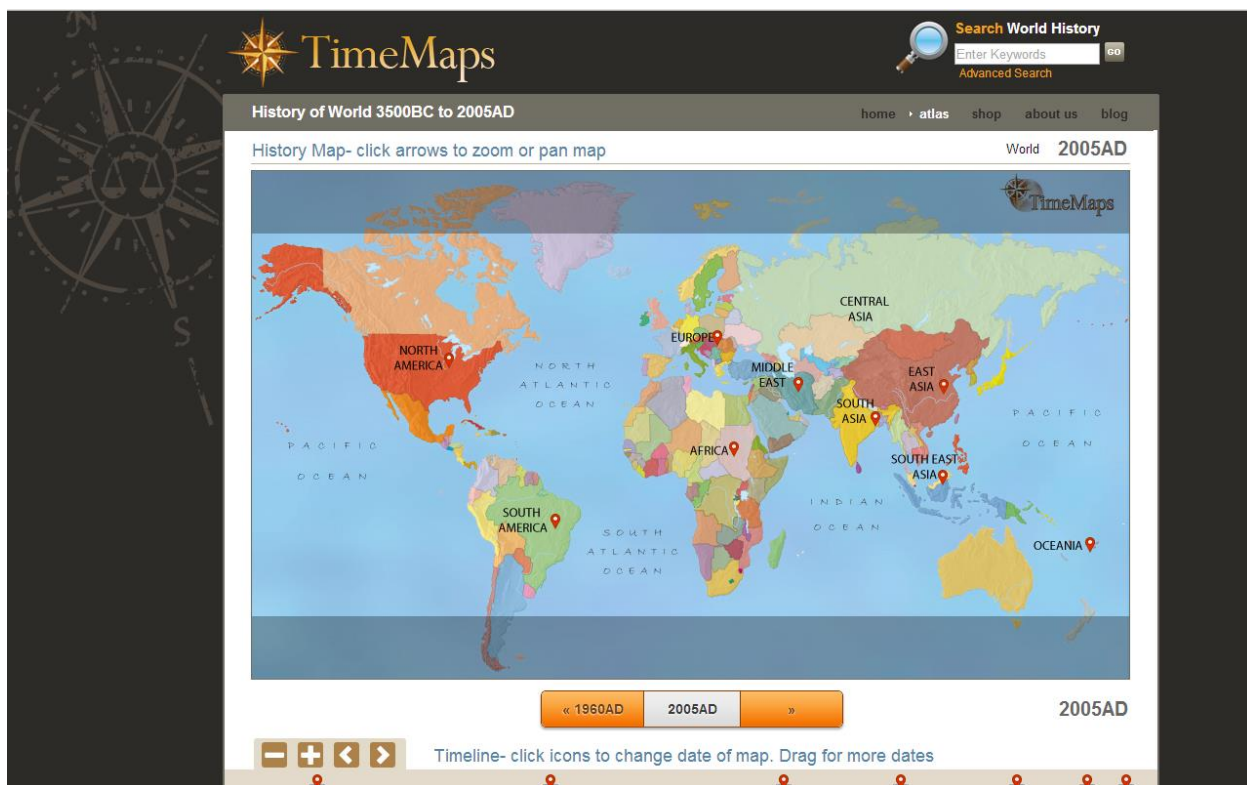 TimeMaps
Search World History
Enter Keywords
GO
Advanced Search
History of World 3500BC to 2005AD
home
atlas
shop
about us
blog
History Map- click arrows to zoom or pan map
World
2005AD
TimeMaps
CENTRAL
ASIA
EUROPE
NORTH
AMERICA
NORTH
ATLANTIC
OCEAN
MIDDLE
EAST
EAST
ASIA
SOUTH
ASIA
PACIFIC
OCEAN
PACIFIC
OCEAN
AFRICA
SOUTH EAST
ASIA
INDIAN
OCEAN
SOUTH
AMERICA
SOUTH
ATLANTIC
OCEAN
OCEANIA
« 1960AD
2005AD
»
2005AD
Timeline- click icons to change date of map. Drag for more dates
S